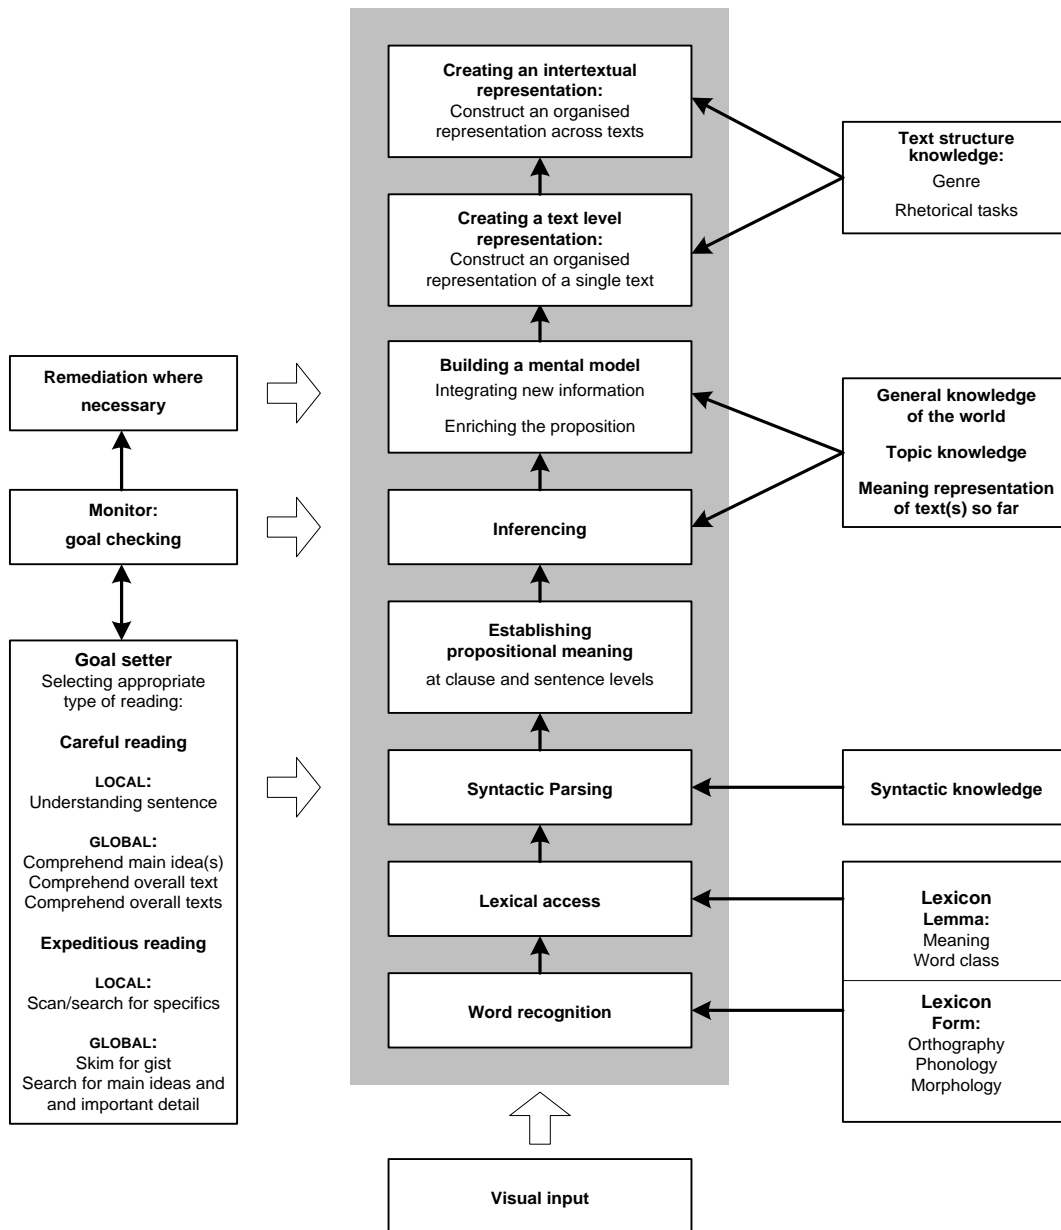 Creating an intertextual
representation:
Construct an organised
representation across texts
Text structure
knowledge:
Genre
Rhetorical tasks
Creating a text level
representation:
Construct an organised
representation of a single text
Remediation where
necessary
Building a mental model
Integrating new information
Enriching the proposition
General knowledge
of the world
Topic knowledge
Meaning representation
of text(s) so far
Monitor:
goal checking
Inferencing
Establishing
propositional meaning
at clause and sentence levels
Goal setter
Selecting appropriate
type of reading:
Careful reading
LOCAL:
Understanding sentence
GLOBAL:
Comprehend main idea(s)
Comprehend overall text
Comprehend overall texts
Expeditious reading
LOCAL:
Scan/search for specifics
GLOBAL:
Skim for gist
Search for main ideas and
and important detail
Syntactic Parsing
Syntactic knowledge
Lexical access
Lexicon
Lemma:
Meaning
Word class
Word recognition
Lexicon
Form:
Orthography
Phonology
Morphology
Visual input